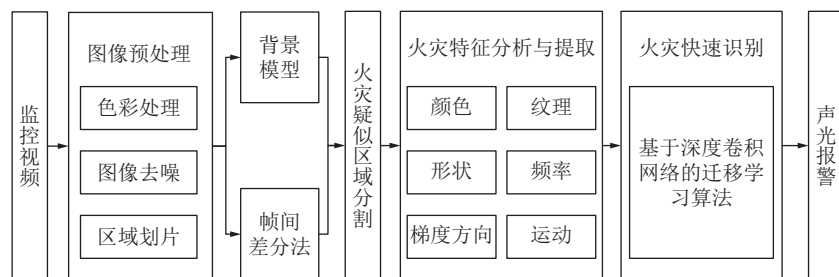 监控视频
图像预处理
色彩处理
图像去噪
区域划片
背景
模型
帧间
差分法
火灾疑似区域分割
火灾特征分析与提取
颜色
纹理
形状
频率
梯度方向
运动
火灾快速识别
基于深度卷积
网络的迁移学
习算法
声光报警